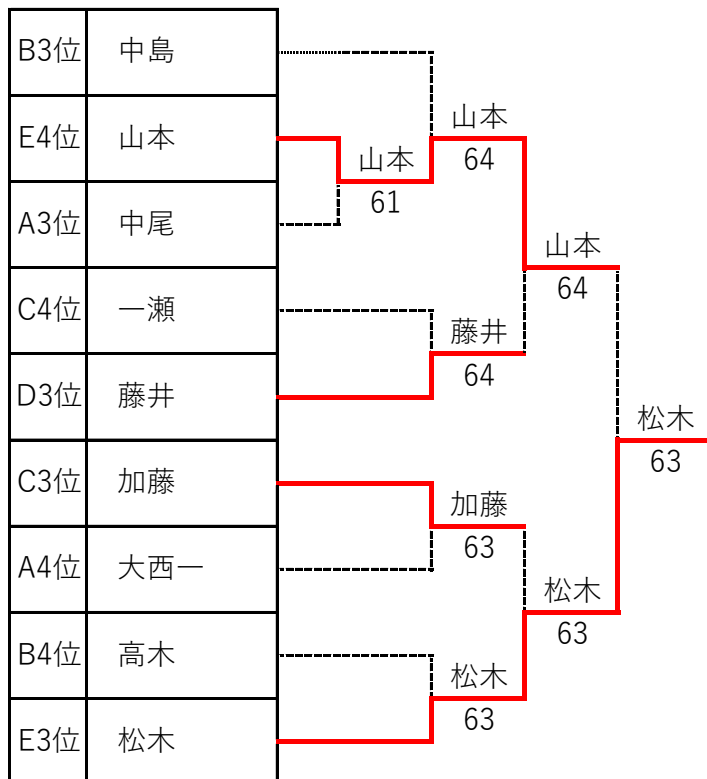 B3位 中島
E4位 山本
A3位 中尾
C4位 一瀬
D3位 藤井
C3位 加藤
A4位 大西一
B4位 高木
E3位 松木
山本
61
山本
64
藤井
64
加藤
63
松木
63
山本
64
松木
63
松木
63